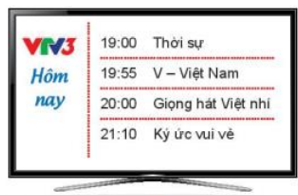 VTV3
Hôm
nay
19:00 Thời sự
19:55 V – Việt Nam
20:00 Giọng hát Việt nhí
21:10 Ký ức vui vẻ